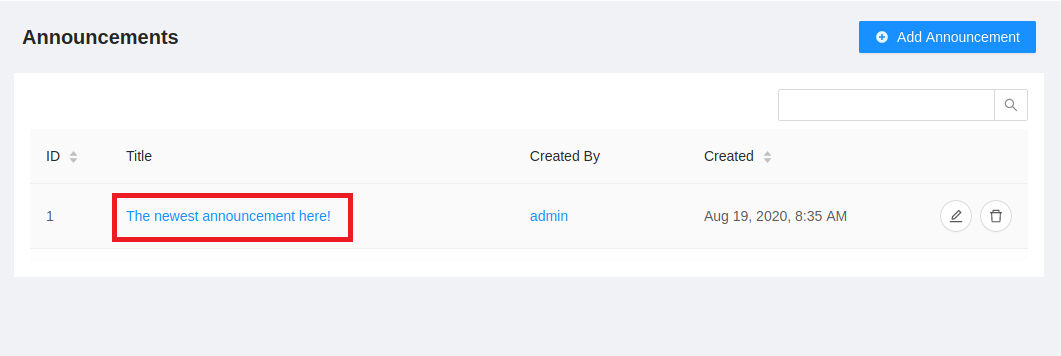 Announcements
Add Announcement
ID Title Created By Created
1 The newest announcement here! admin Aug 19, 2020, 8:35 AM